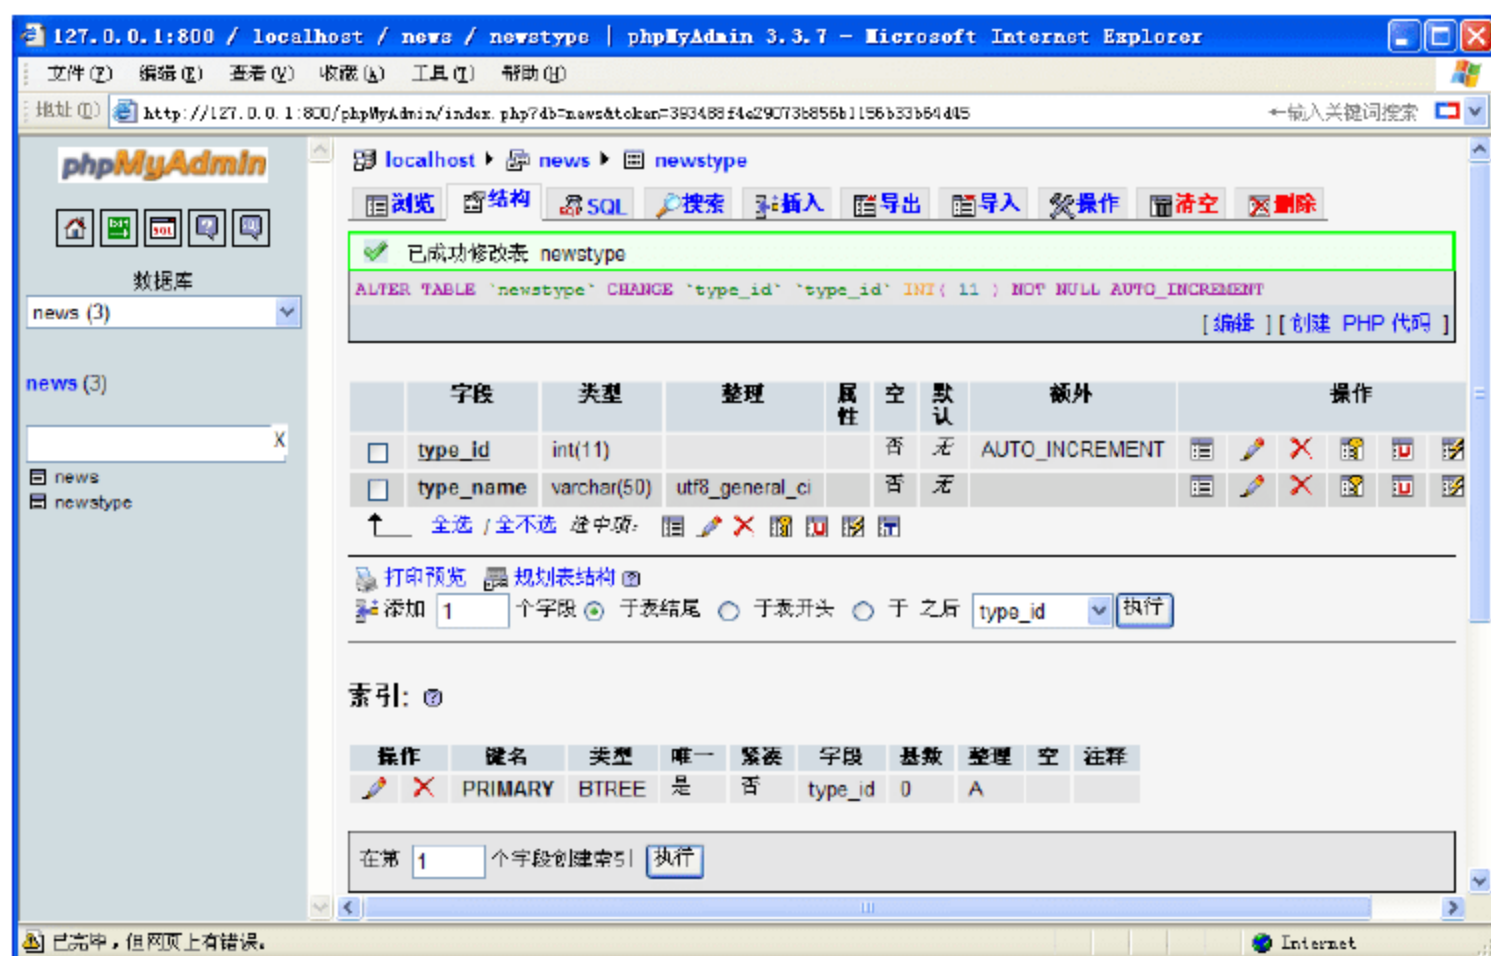 127.0.0.1:800 / localhost / news / newstype | phpMyAdmin 3.3.7 - Microsoft Internet Explorer
文件(F) 编辑(E) 查看(V) 收藏(A) 工具(T) 帮助(H)
地址(D) http://127.0.0.1:800/phpMyAdmin/index.php?db=news&token=393488f4e29073b856b1156b33b64d45 ←输入关键词搜索
phpMyAdmin
localhost news newstype
浏览 结构 SQL 搜索 插入 导出 导入 操作 清空 删除
已成功修改表 newstype
ALTER TABLE `newstype` CHANGE `type_id` `type_id` INT( 11 ) NOT NULL AUTO_INCREMENT
[ 编辑 ] [ 创建 PHP 代码 ]
数据库
news (3)
news (3)
X
news
newstype
字段 类型 整理 属性 空 默认 额外 操作
type_id int(11) 否 无 AUTO_INCREMENT
type_name varchar(50) utf8_general_ci 否 无
全选 / 全不选 选中项:
打印预览 规划表结构
添加 1 个字段 于表结尾 于表开头 于 之后 type_id 执行
索引:
操作 键名 类型 唯一 紧凑 字段 基数 整理 空 注释
PRIMARY BTREE 是 否 type_id 0 A
在第 1 个字段创建索引 执行
已完毕,但网页上有错误。 Internet